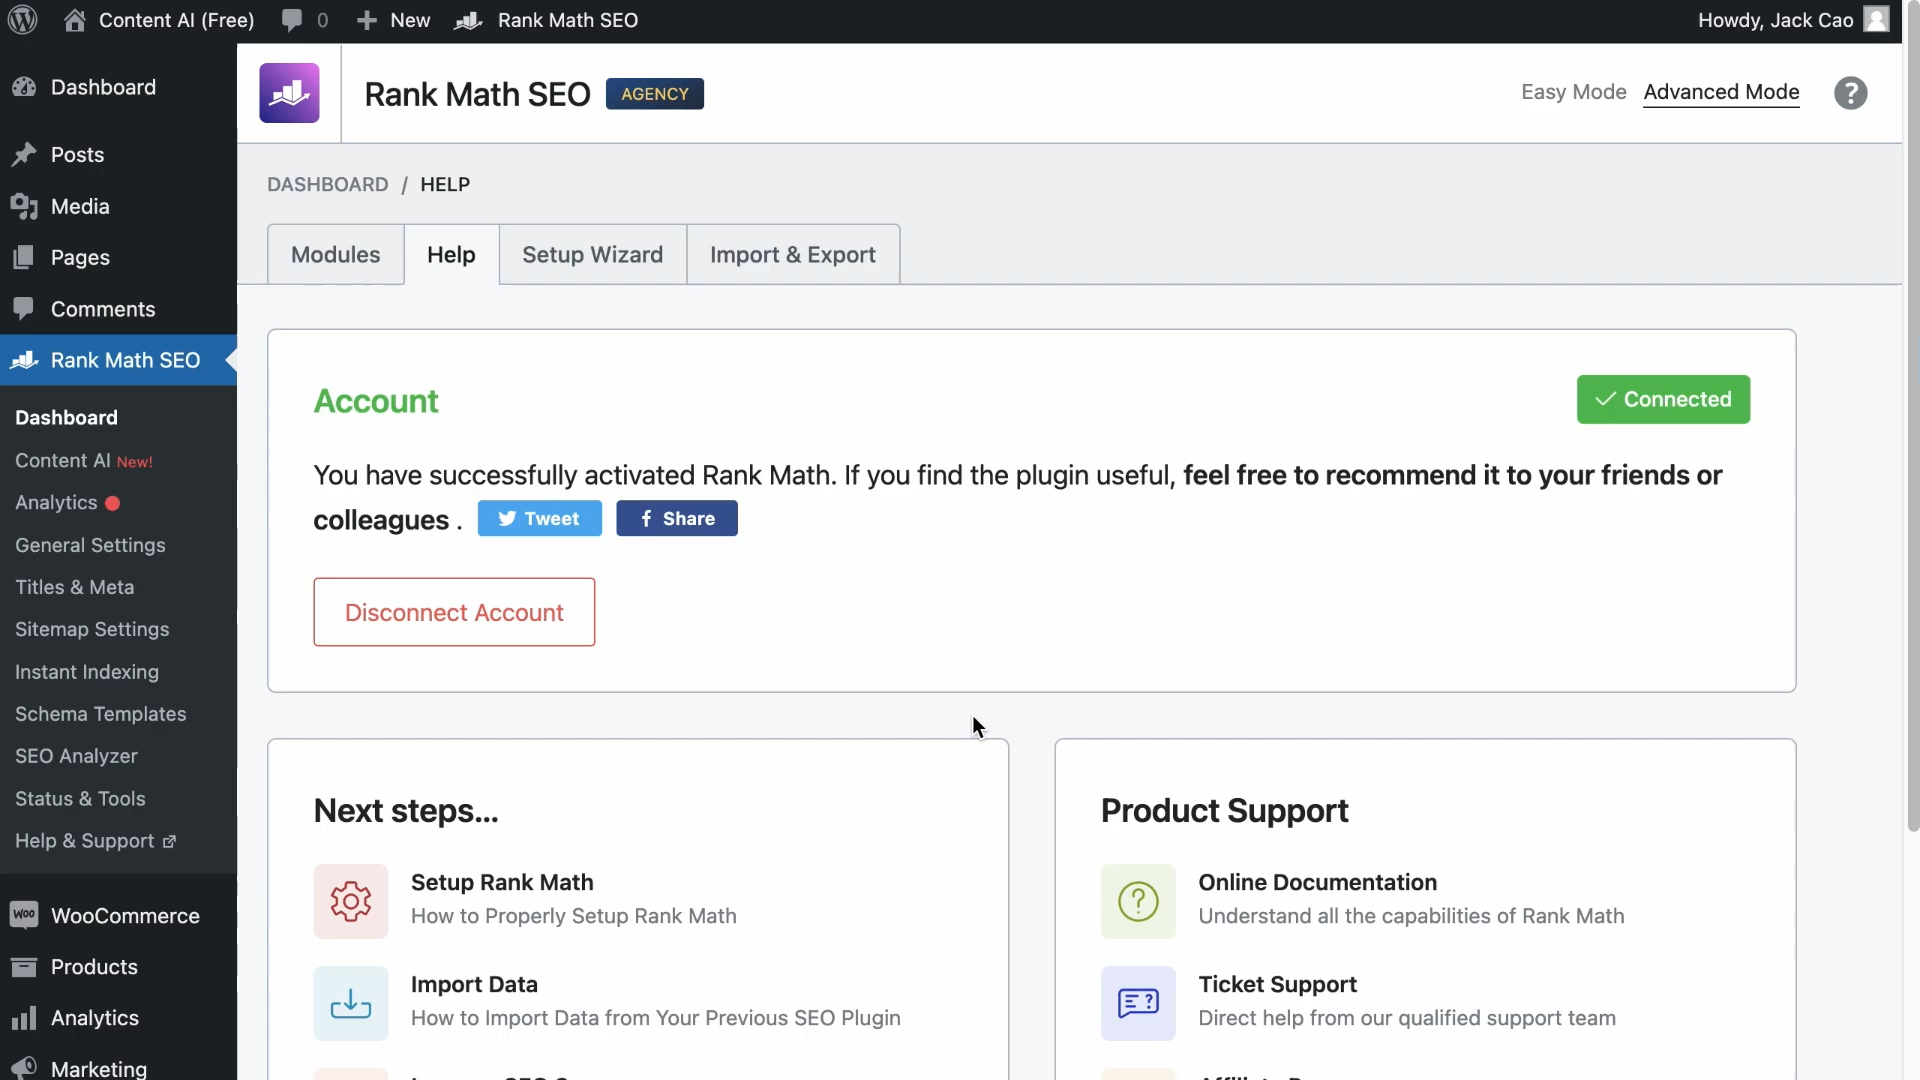 Content AI (Free)
0
New
Rank Math SEO
Howdy, Jack Cao
Dashboard
Posts
Media
Pages
Comments
Rank Math SEO
Dashboard
Content AI New!
Analytics
General Settings
Titles & Meta
Sitemap Settings
Instant Indexing
Schema Templates
SEO Analyzer
Status & Tools
Help & Support
Woo WooCommerce
Products
Analytics
Marketing
Rank Math SEO AGENCY
Easy Mode Advanced Mode ?
DASHBOARD / HELP
Modules Help Setup Wizard Import & Export
Account
Connected
You have successfully activated Rank Math. If you find the plugin useful, feel free to recommend it to your friends or
colleagues . Tweet Share
Disconnect Account
Next steps...
Setup Rank Math
How to Properly Setup Rank Math
Import Data
How to Import Data from Your Previous SEO Plugin
Product Support
Online Documentation
Understand all the capabilities of Rank Math
Ticket Support
Direct help from our qualified support team